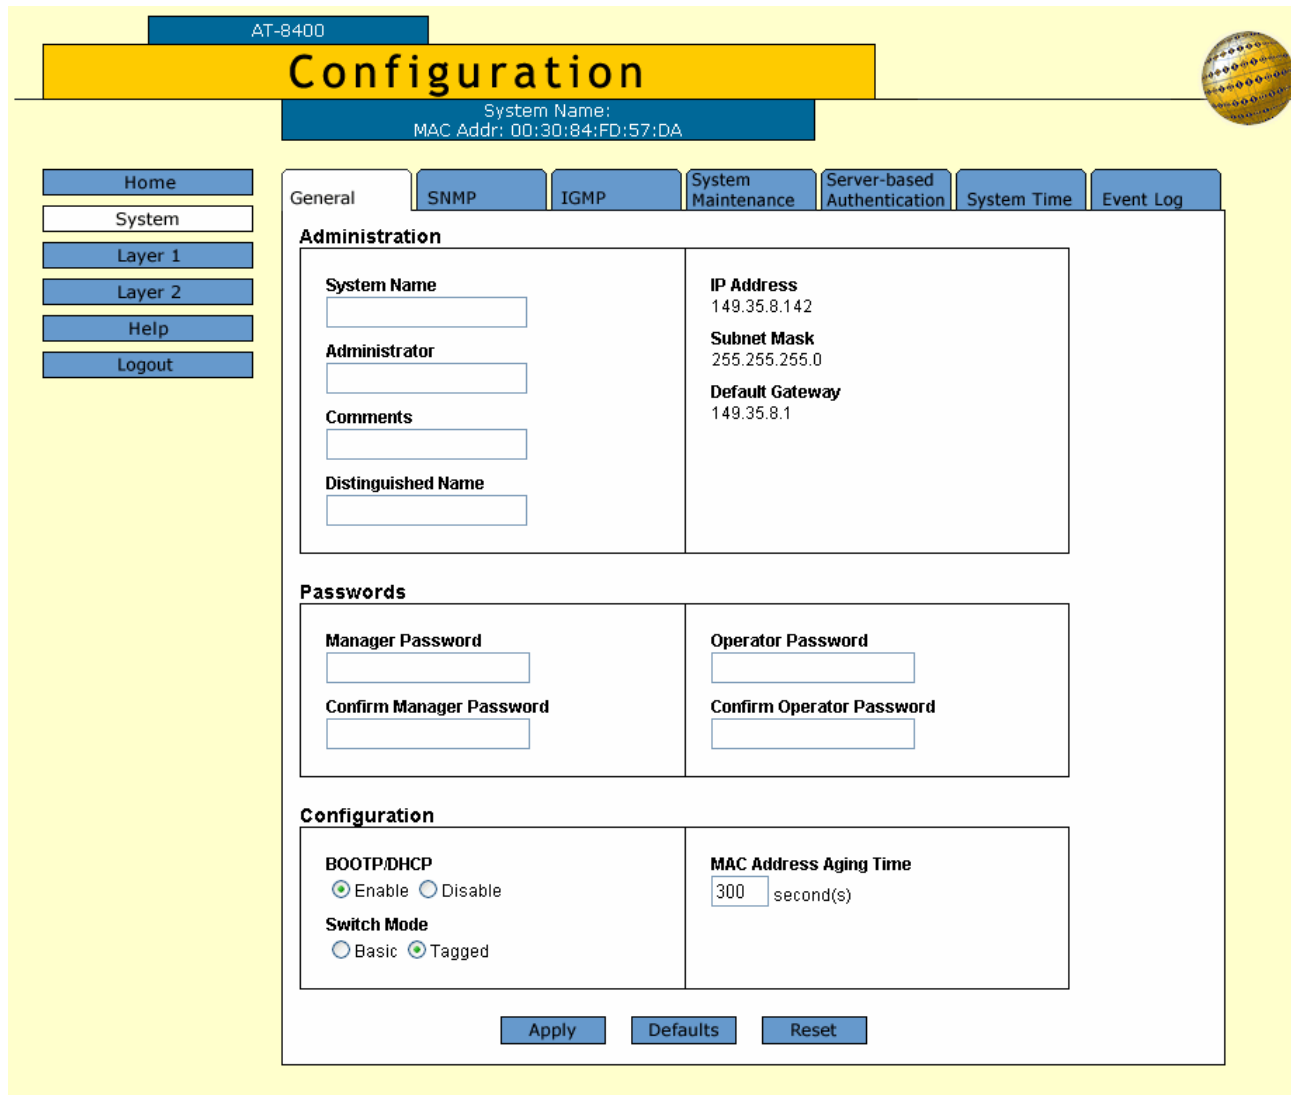 AT-8400
Configuration
System Name:
MAC Addr: 00:30:84:FD:57:DA
Home
System
Layer 1
Layer 2
Help
Logout
General
SNMP
IGMP
System
Maintenance
Server-based
Authentication
System Time
Event Log
Administration
System Name
Administrator
Comments
Distinguished Name
IP Address
149.35.8.142
Subnet Mask
255.255.255.0
Default Gateway
149.35.8.1
Passwords
Manager Password
Confirm Manager Password
Operator Password
Confirm Operator Password
Configuration
BOOTP/DHCP
Enable Disable
Switch Mode
Basic Tagged
MAC Address Aging Time
300 second(s)
Apply Defaults Reset